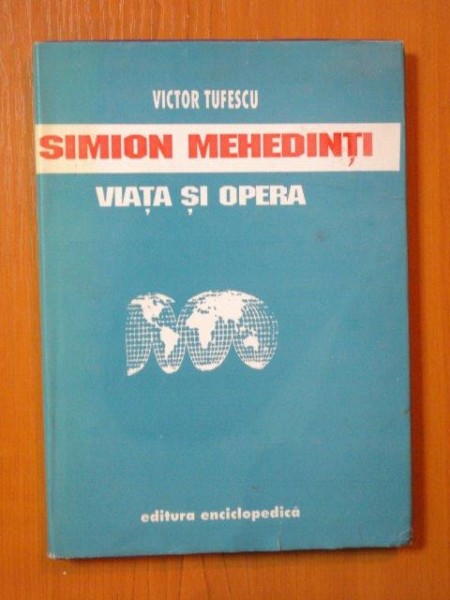 VICTOR TUFESCU
SIMION MEHEDINȚI
VIAȚA ȘI OPERA
editura enciclopedică